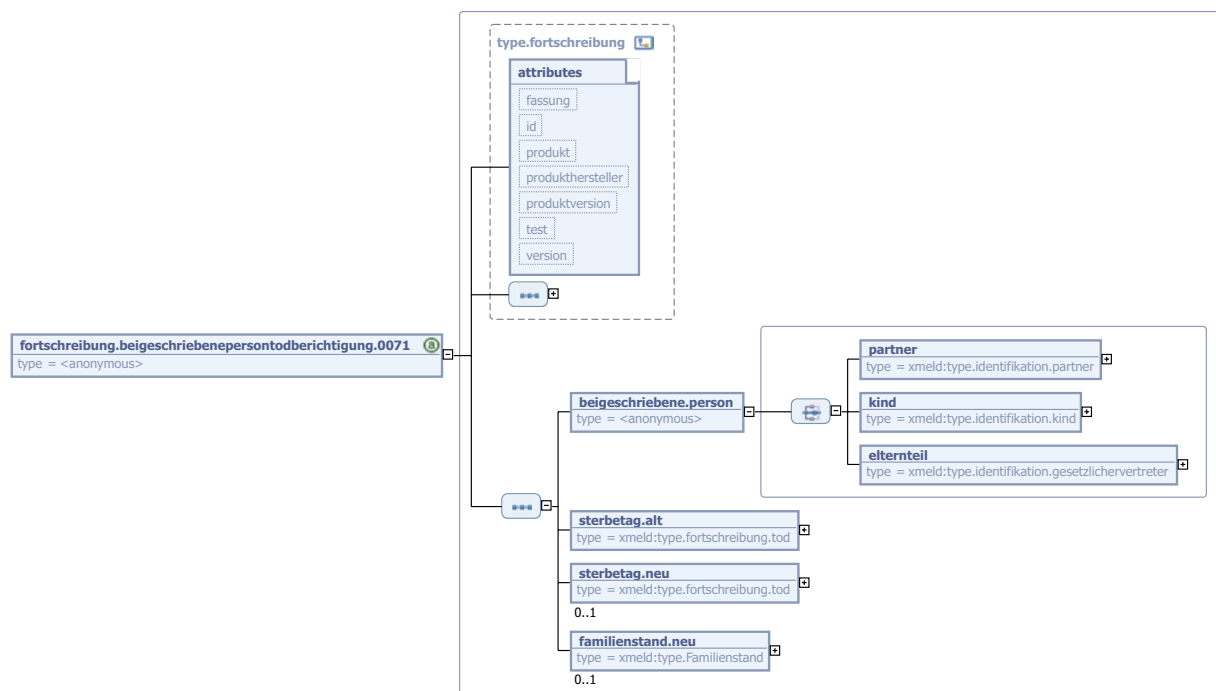 type.fortschreibung
attributes
fassung
id
produkt
produkthersteller
produktversion
test
version
fortschreibung.beigeschriebenepersontodberichtigung.0071
type = <anonymous>
beigeschriebene.person
type = <anonymous>
partner
type = xmeld:type.identifikation.partner
kind
type = xmeld:type.identifikation.kind
elternteil
type = xmeld:type.identifikation.gesetzlichervertreter
sterbetag.alt
type = xmeld:type.fortschreibung.tod
sterbetag.neu
type = xmeld:type.fortschreibung.tod
0..1
familienstand.neu
type = xmeld:type.Familienstand
0..1